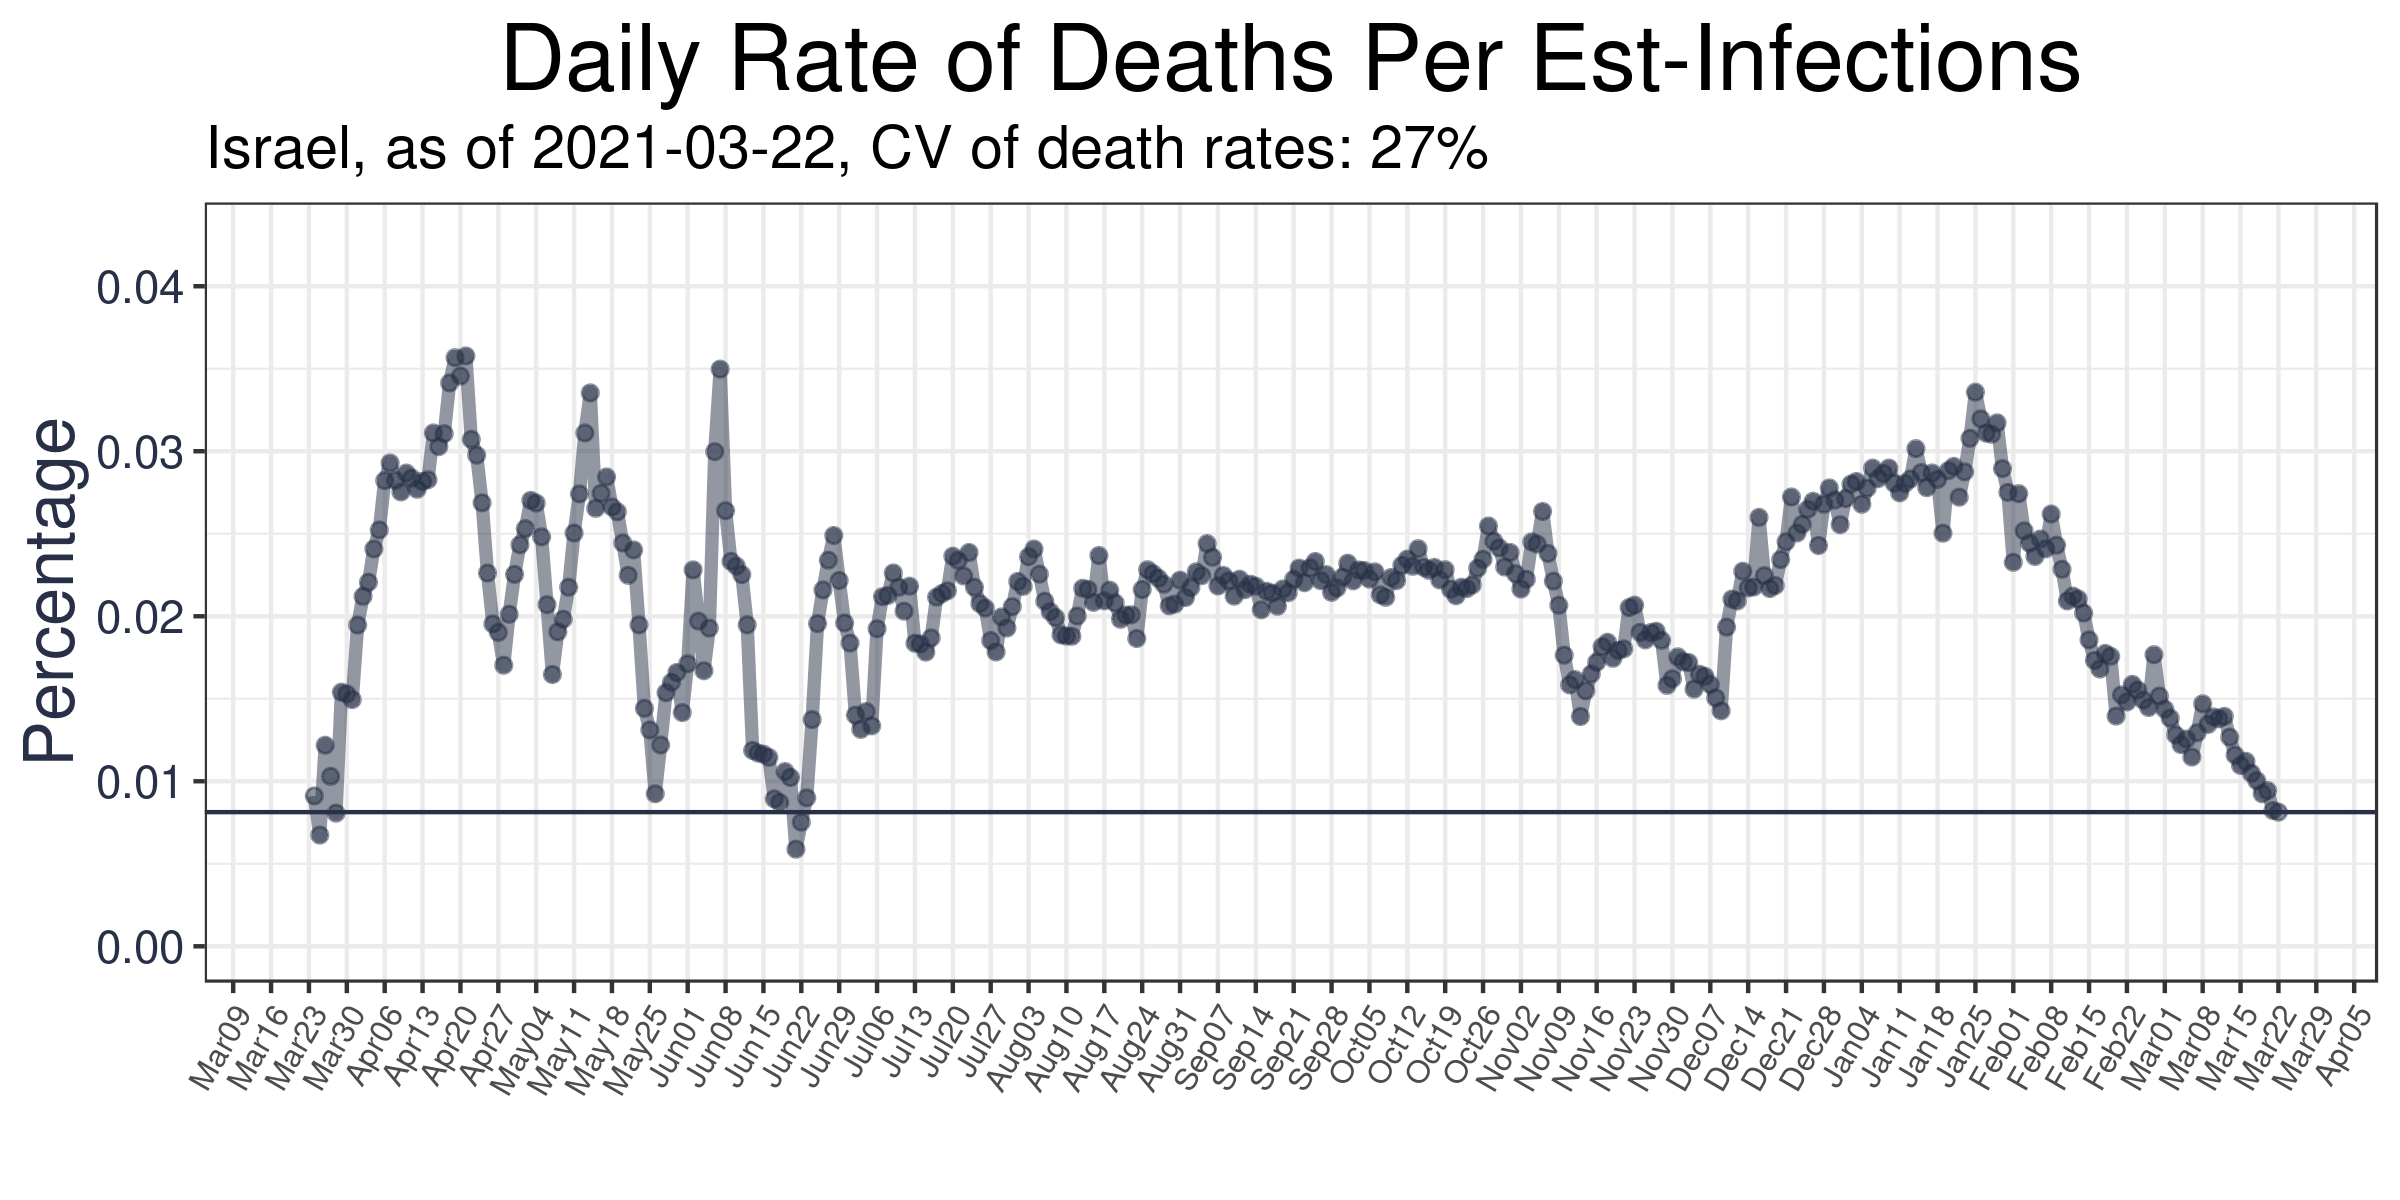 Daily Rate of Deaths Per Est-Infections
Israel, as of 2021-03-22, CV of death rates: 27%
Percentage
0.04
0.03
0.02
0.01
0.00
Mar09
Mar16
Mar23
Mar30
Apr06
Apr13
Apr20
Apr27
May04
May11
May18
May25
Jun01
Jun08
Jun15
Jun22
Jun29
Jul06
Jul13
Jul20
Jul27
Aug03
Aug10
Aug17
Aug24
Aug31
Sep07
Sep14
Sep21
Sep28
Oct05
Oct12
Oct19
Oct26
Nov02
Nov09
Nov16
Nov23
Nov30
Dec07
Dec14
Dec21
Dec28
Jan04
Jan11
Jan18
Jan25
Feb01
Feb08
Feb15
Feb22
Mar01
Mar08
Mar15
Mar22
Mar29
Apr05